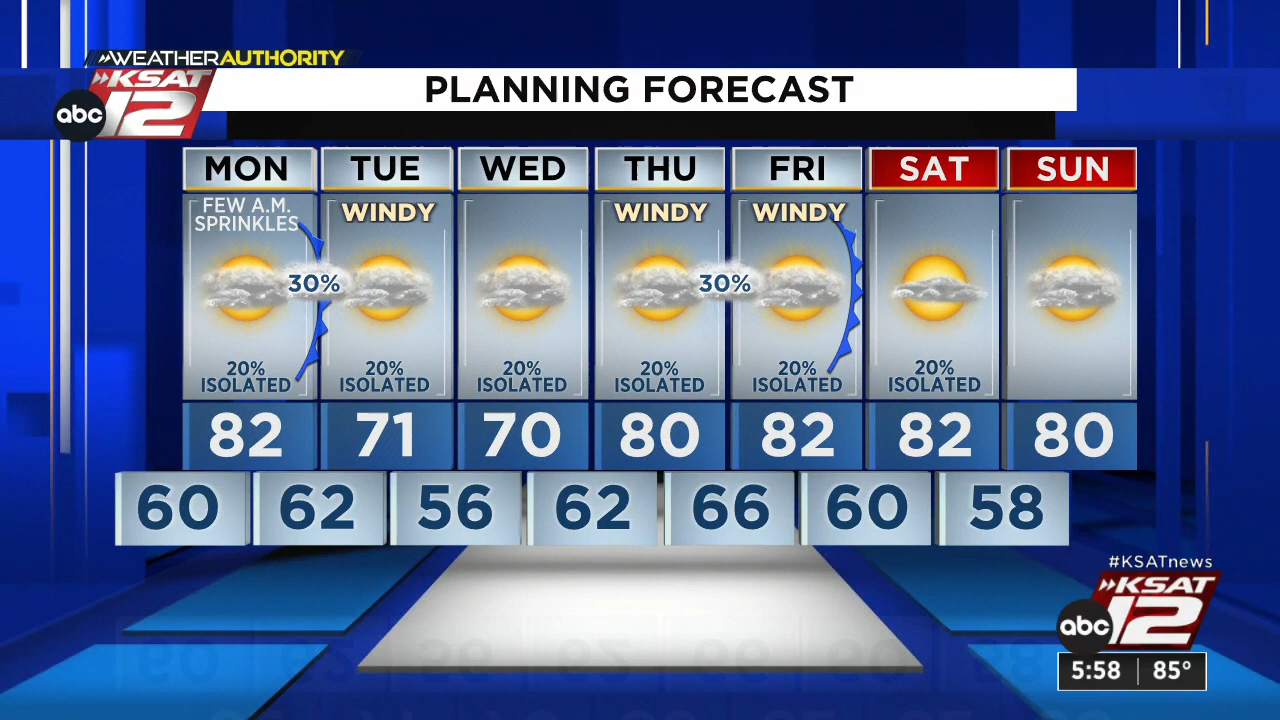 WEATHERAUTHORITY
KSAT
abc 12
PLANNING FORECAST
MON TUE WED THU FRI SAT SUN
FEW A.M. SPRINKLES WINDY WINDY WINDY
30% 30%
20% ISOLATED 20% ISOLATED 20% ISOLATED 20% ISOLATED 20% ISOLATED 20% ISOLATED
82 71 70 80 82 82 80
60 62 56 62 66 60 58
#KSATnews
KSAT
abc 12
5:58 85°